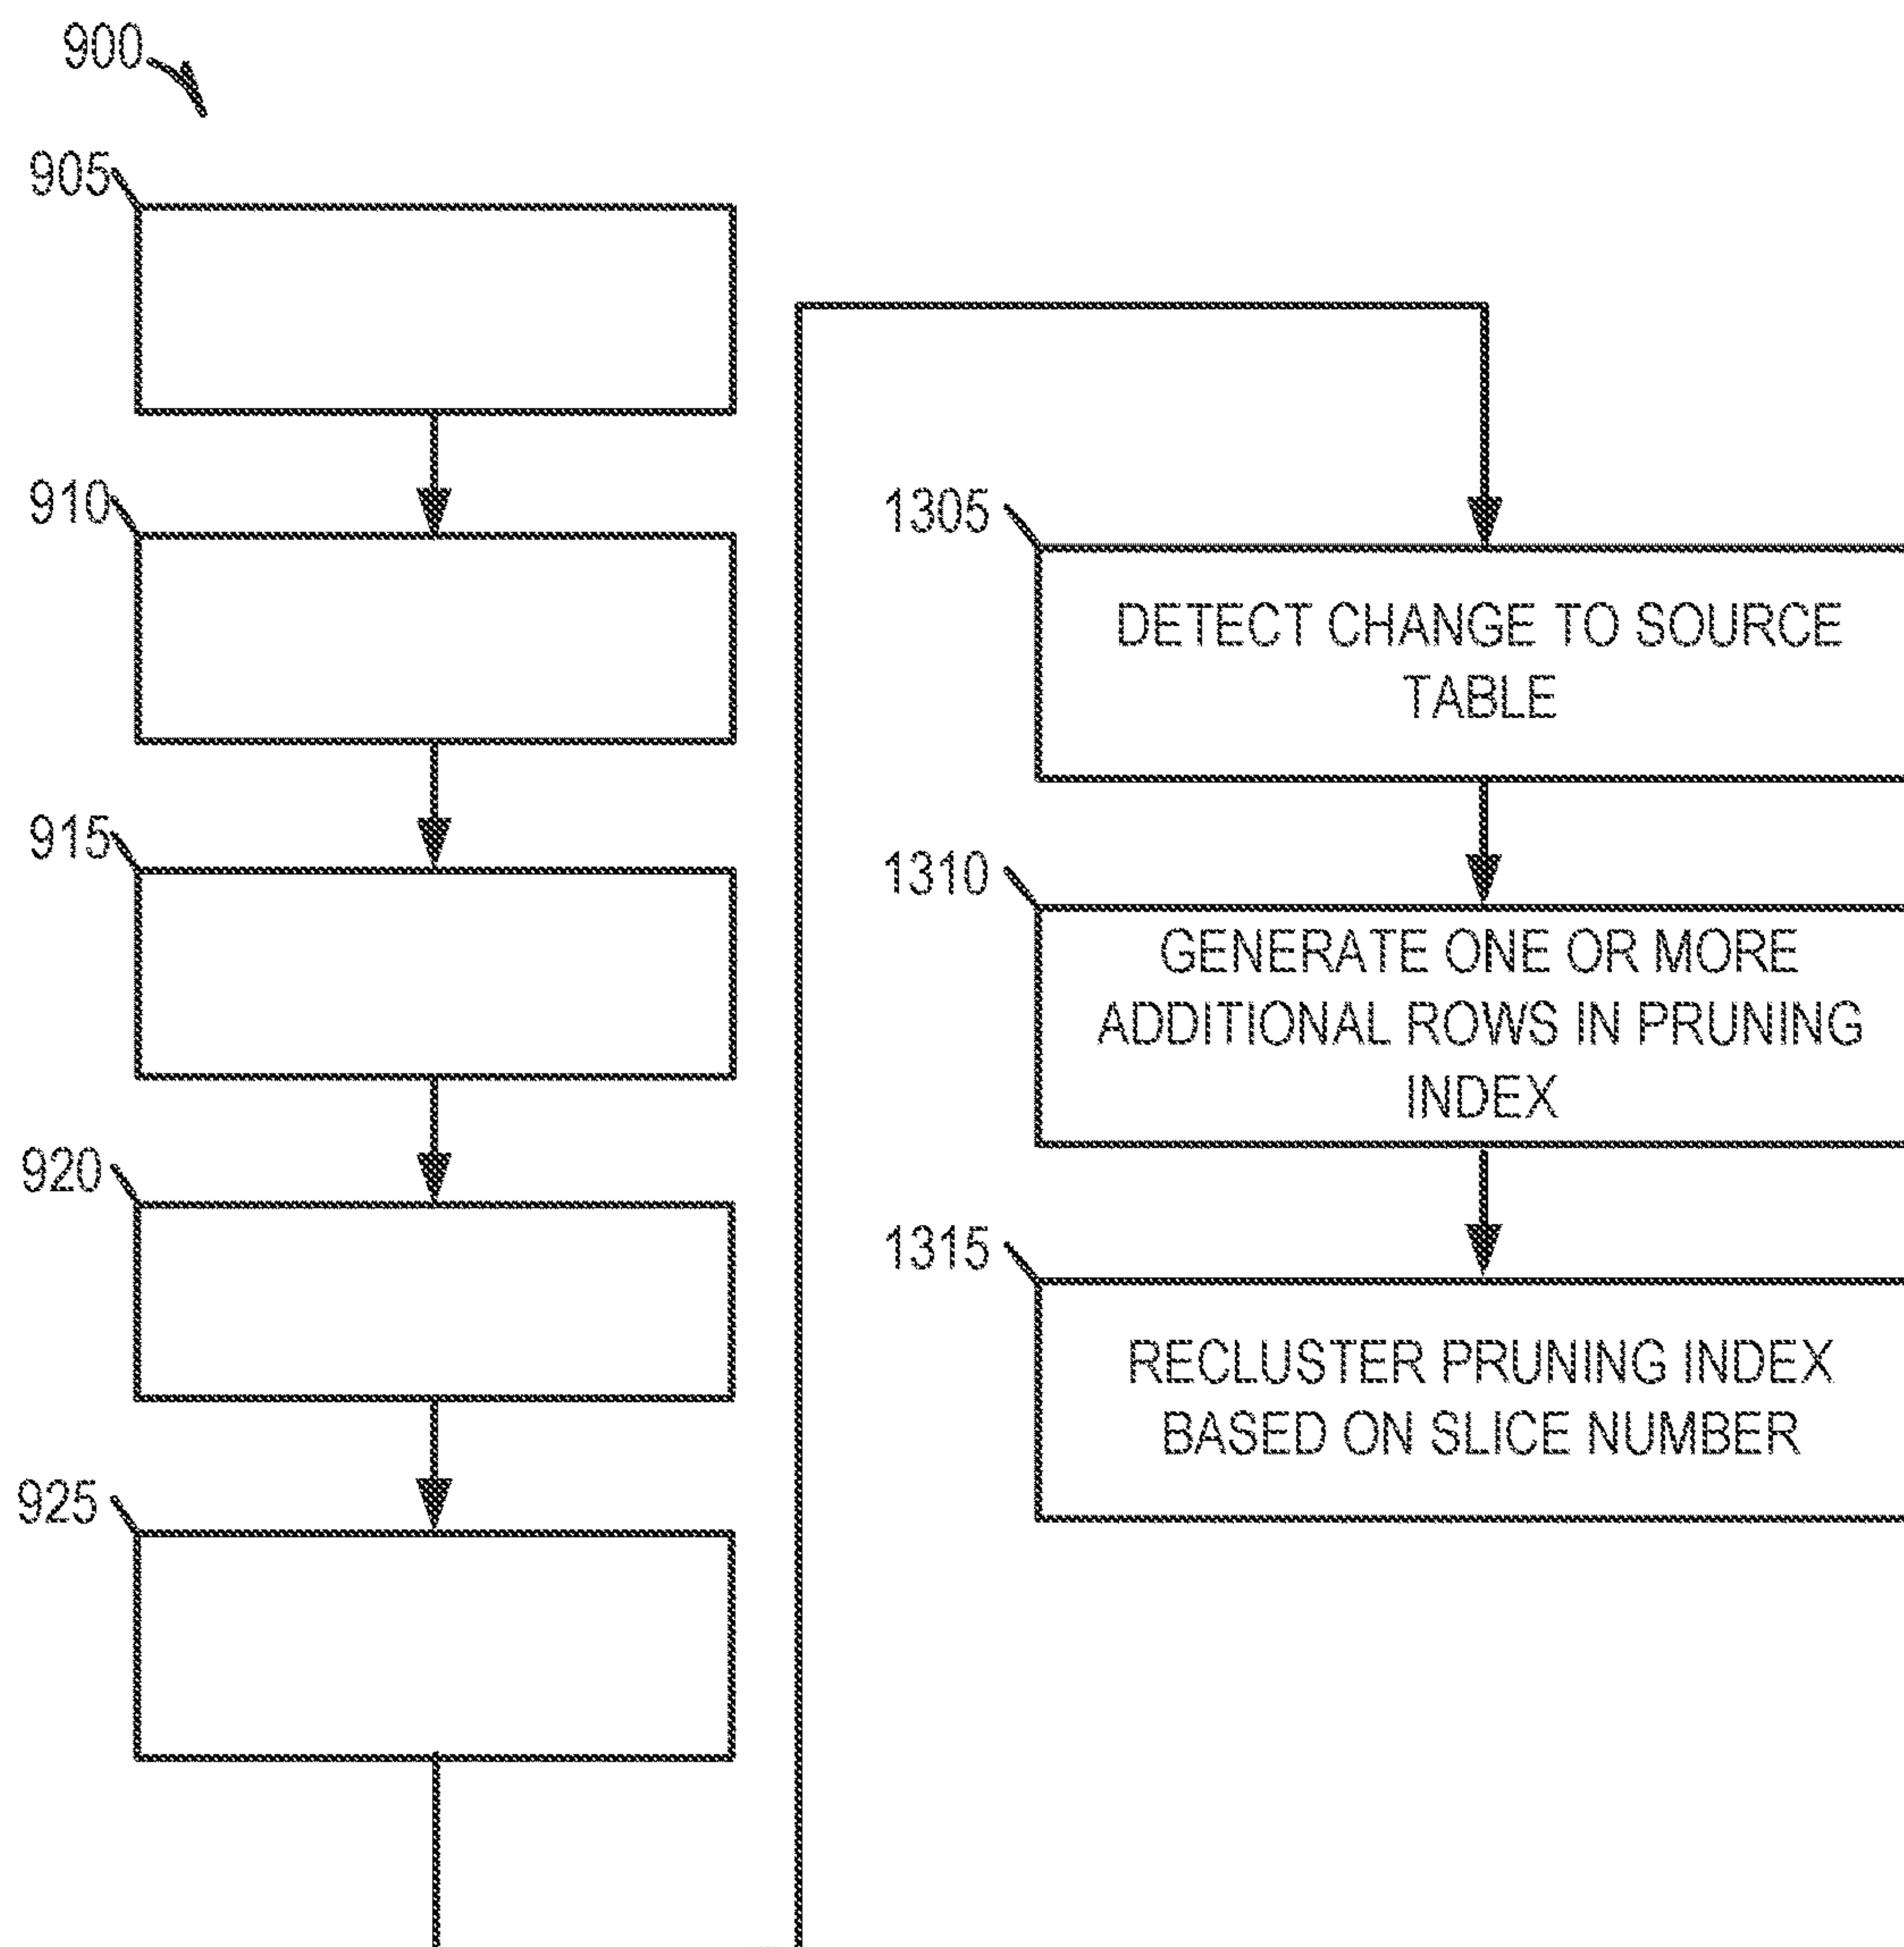 900
905
910
915
920
925
1305
DETECT CHANGE TO SOURCE
TABLE
1310
GENERATE ONE OR MORE
ADDITIONAL ROWS IN PRUNING
INDEX
1315
RECLUSTER PRUNING INDEX
BASED ON SLICE NUMBER